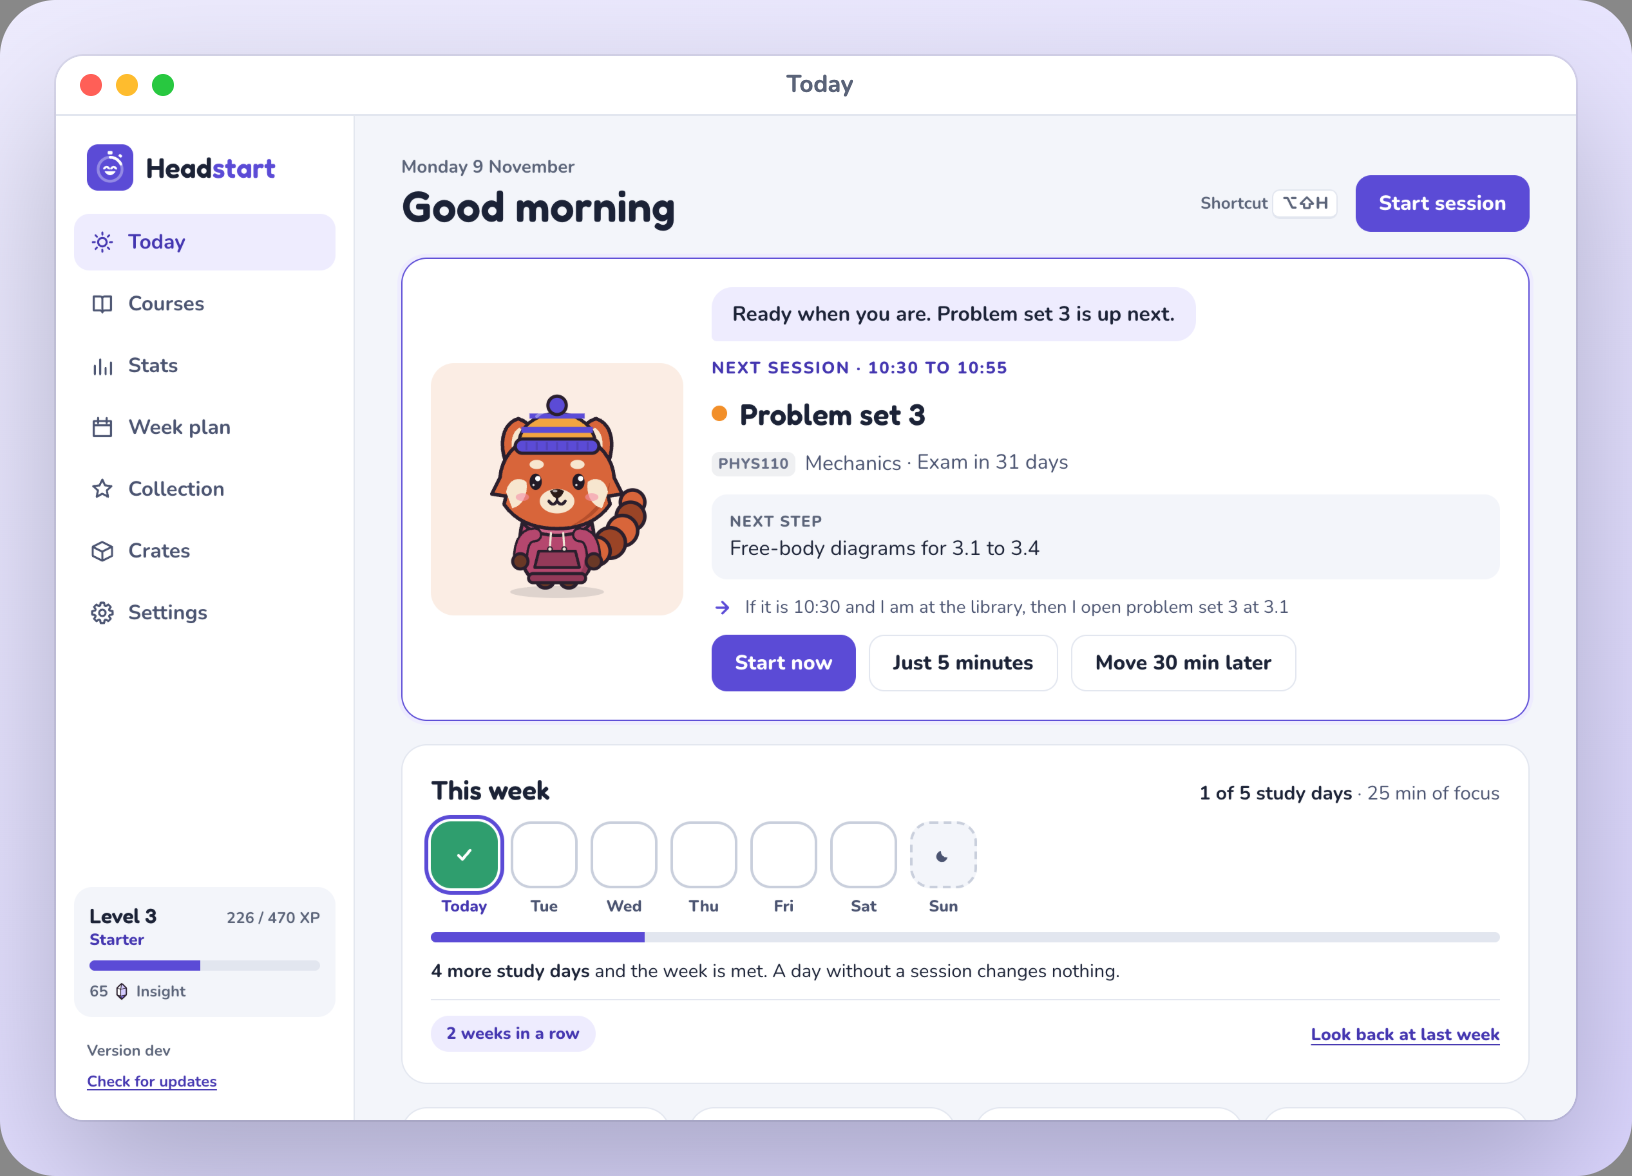 Today
Headstart
Today
Courses
Stats
Week plan
Collection
Crates
Settings
Level 3
226 / 470 XP
Starter
65 Insight
Version dev
Check for updates
Monday 9 November
Good morning
Shortcut ⌥⇧H
Start session
Ready when you are. Problem set 3 is up next.
NEXT SESSION · 10:30 TO 10:55
Problem set 3
PHYS110 Mechanics · Exam in 31 days
NEXT STEP
Free-body diagrams for 3.1 to 3.4
→ If it is 10:30 and I am at the library, then I open problem set 3 at 3.1
Start now
Just 5 minutes
Move 30 min later
This week
1 of 5 study days · 25 min of focus
Today Tue Wed Thu Fri Sat Sun
4 more study days and the week is met. A day without a session changes nothing.
2 weeks in a row
Look back at last week